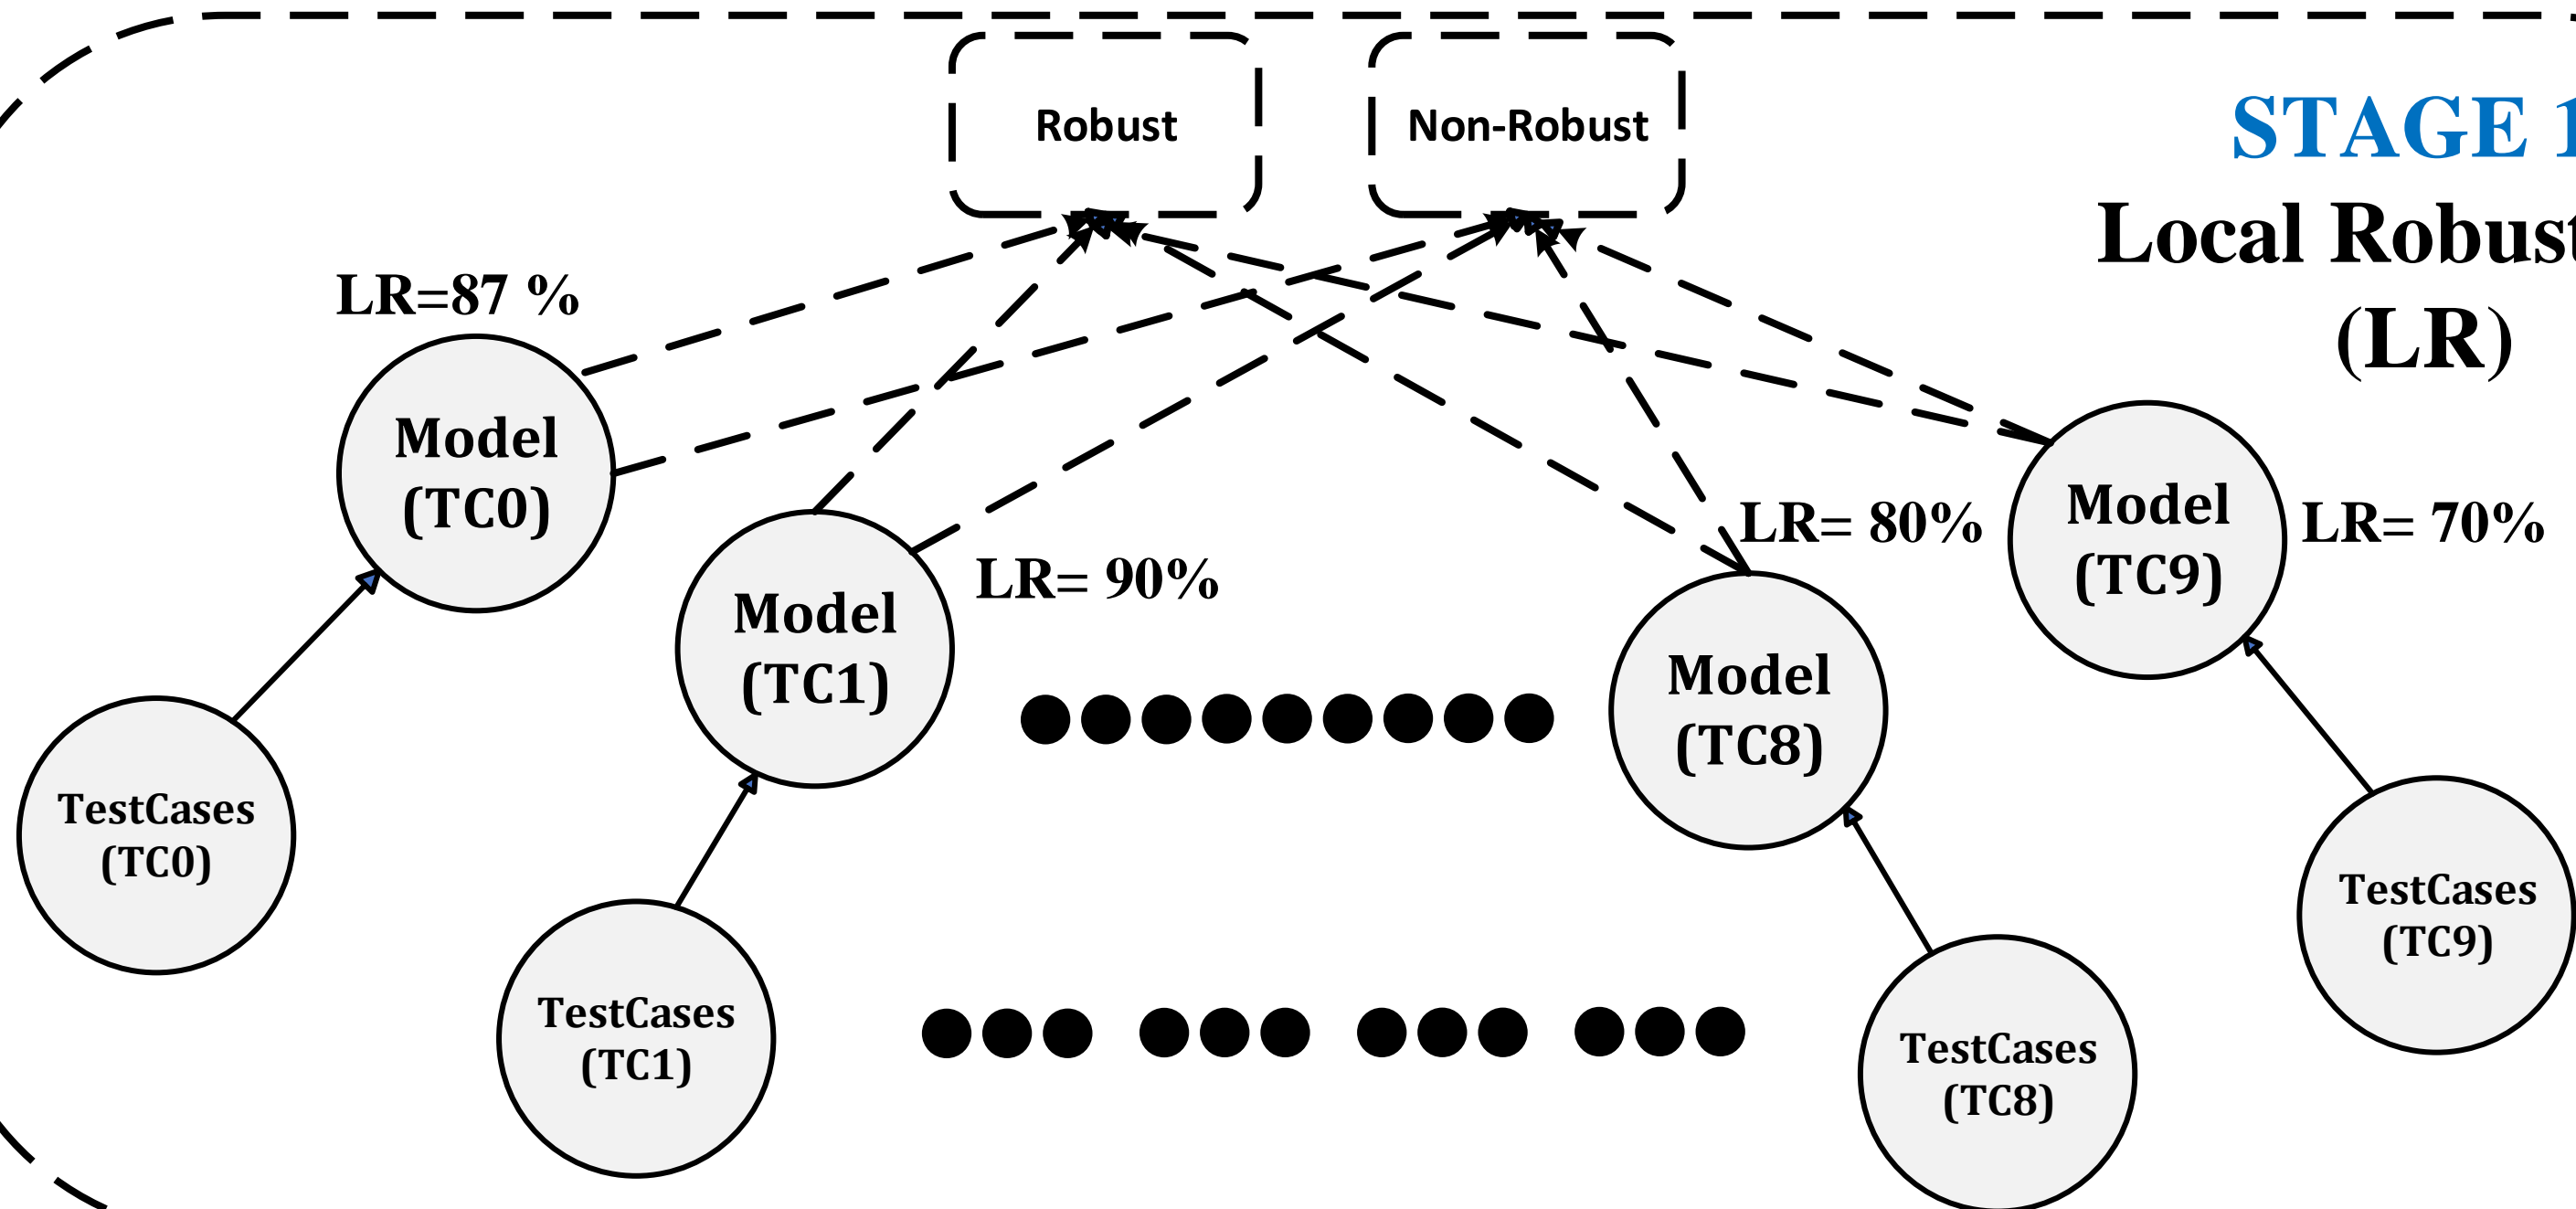 Robust
Non-Robust
STAGE 1
Local Robust
(LR)
LR=87 %
Model
(TC0)
Model
(TC1)
LR= 90%
LR= 80%
Model
(TC8)
Model
(TC9)
LR= 70%
TestCases
(TC0)
TestCases
(TC1)
TestCases
(TC8)
TestCases
(TC9)